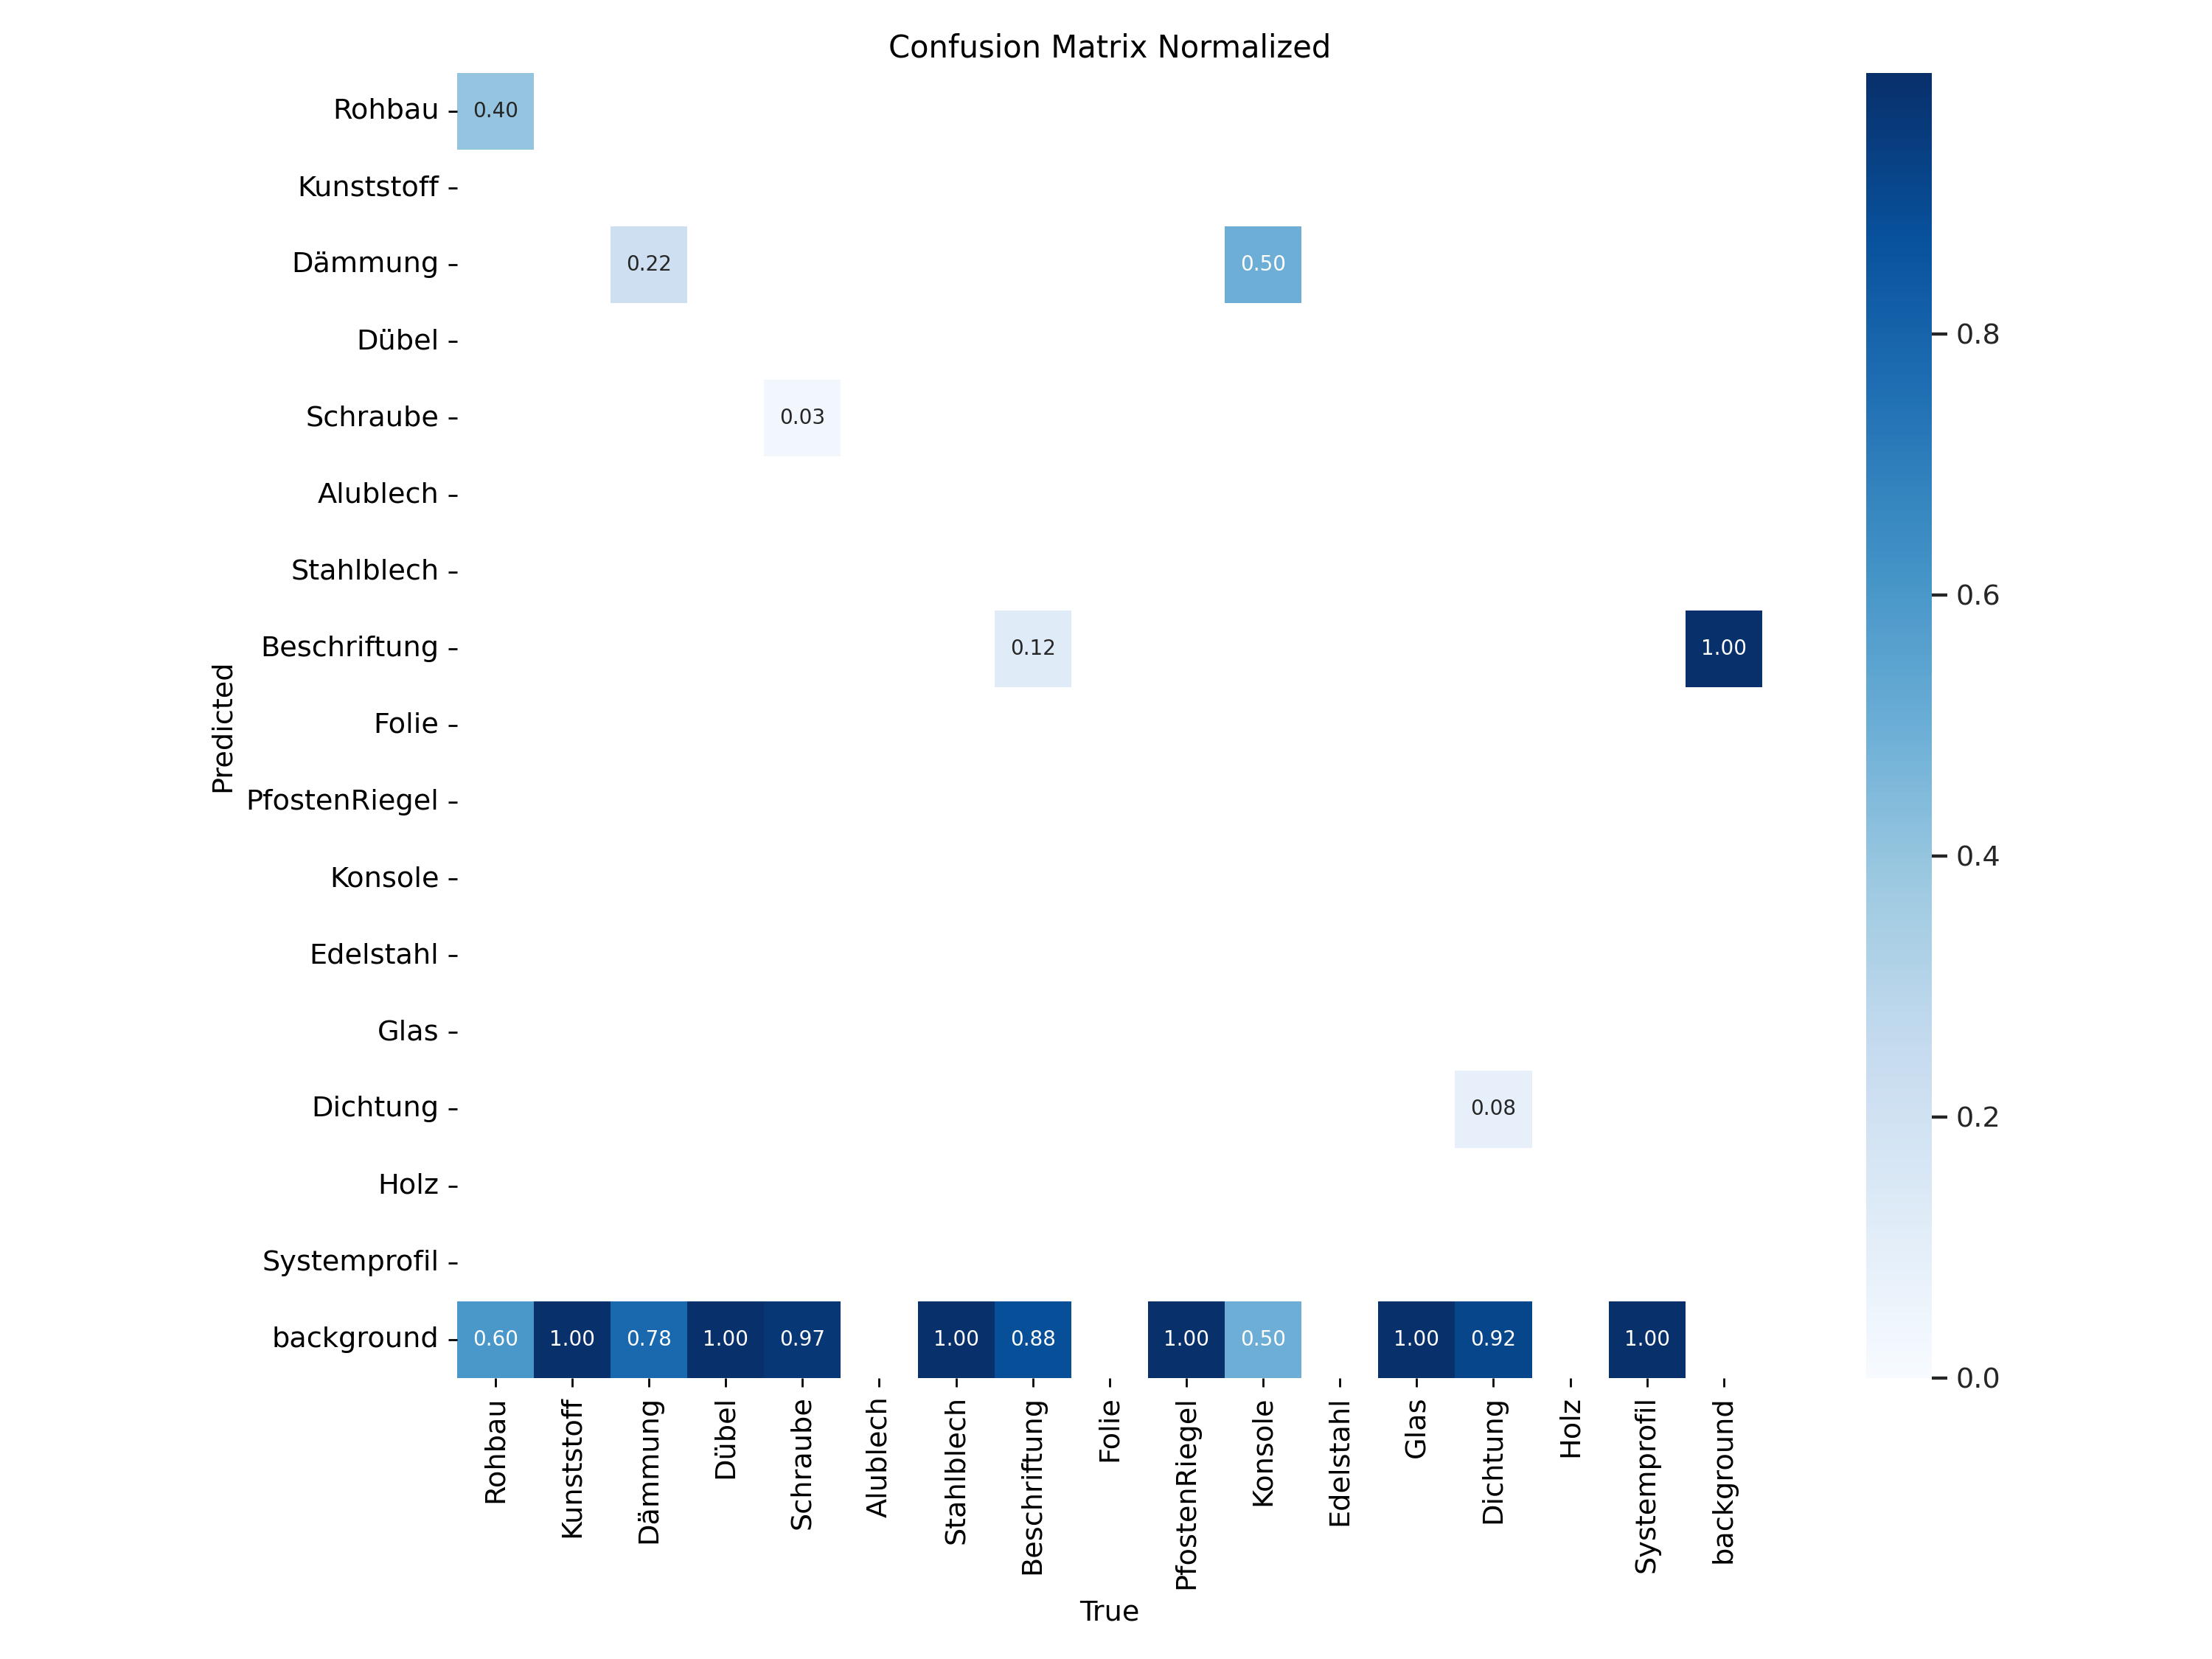 Confusion Matrix Normalized
Rohbau
0.40
Kunststoff
Dämmung
0.22
0.50
Dübel
0.8
Schraube
0.03
Alublech
Stahlblech
0.6
Beschriftung
0.12
1.00
Predicted
Folie
PfostenRiegel
0.4
Konsole
Edelstahl
Glas
Dichtung
0.08
0.2
Holz
Systemprofil
background
0.60 1.00 0.78 1.00 0.97 1.00 0.88 1.00 0.50 1.00 0.92 1.00
0.0
Rohbau
Kunststoff
Dämmung
Dübel
Schraube
Alublech
Stahlblech
Beschriftung
Folie
PfostenRiegel
Konsole
Edelstahl
Glas
Dichtung
Holz
Systemprofil
background
True